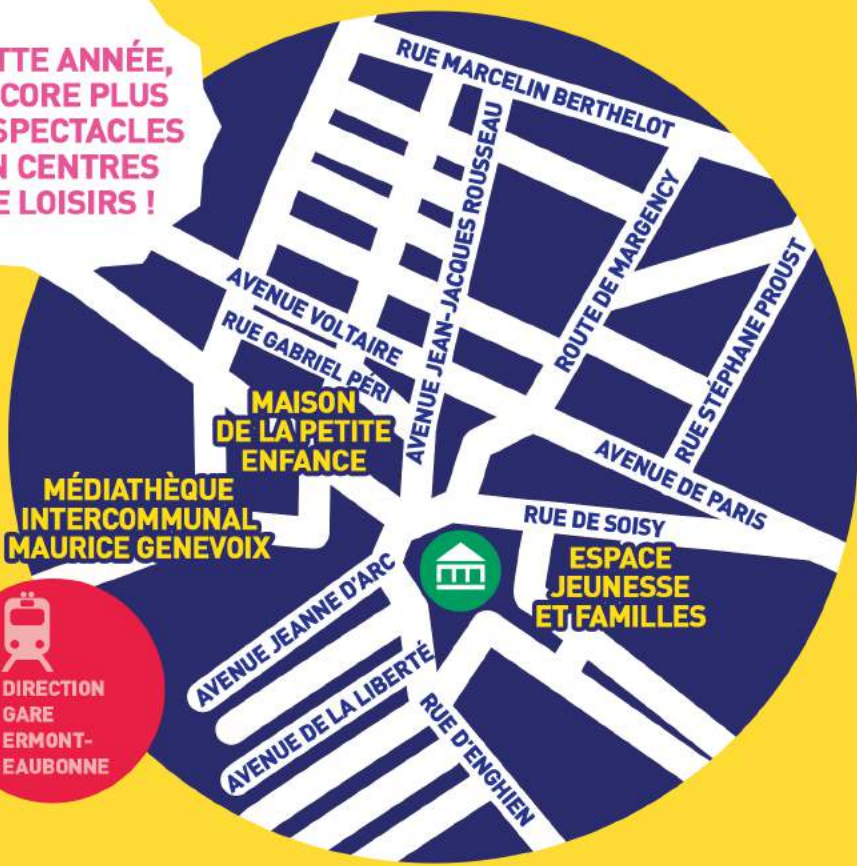 TTE ANNÉE,
CORE PLUS
SPECTACLES
N CENTRES
E LOISIRS !
RUE MARCELIN BERTHELOT
AVENUE JEAN-JACQUES ROUSSEAU
ROUTE DE MARGENCY
RUE STÉPHANE PROUST
AVENUE VOLTAIRE
RUE GABRIEL PÉRI
MAISON
DE LA PETITE
ENFANCE
AVENUE DE PARIS
MÉDIATHÈQUE
INTERCOMMUNAL
MAURICE GENEVOIX
RUE DE SOISY
ESPACE
JEUNESSE
ET FAMILLES
AVENUE JEANNE D'ARC
AVENUE DE LA LIBERTÉ
RUE D'ENGHIEN
DIRECTION
GARE
ERMONT-
EAUBONNE